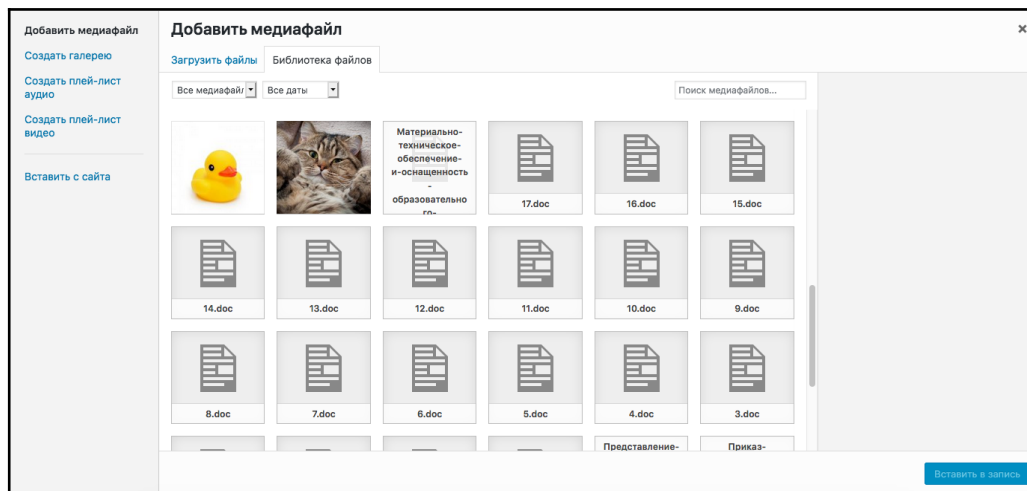 Добавить медиафайл
Создать галерею
Создать плей-лист
аудио
Создать плей-лист
видео
Вставить с сайта
Добавить медиафайл
×
Загрузить файлы
Библиотека файлов
Все медиафай
Все даты
Поиск медиафайлов...
Материально-
техническое-
обеспечение-
и-оснащенность
-
образовательно
го-
17.doc
16.doc
15.doc
14.doc
13.doc
12.doc
11.doc
10.doc
9.doc
8.doc
7.doc
6.doc
5.doc
4.doc
3.doc
Представление-
Приказ-
Вставить в запись